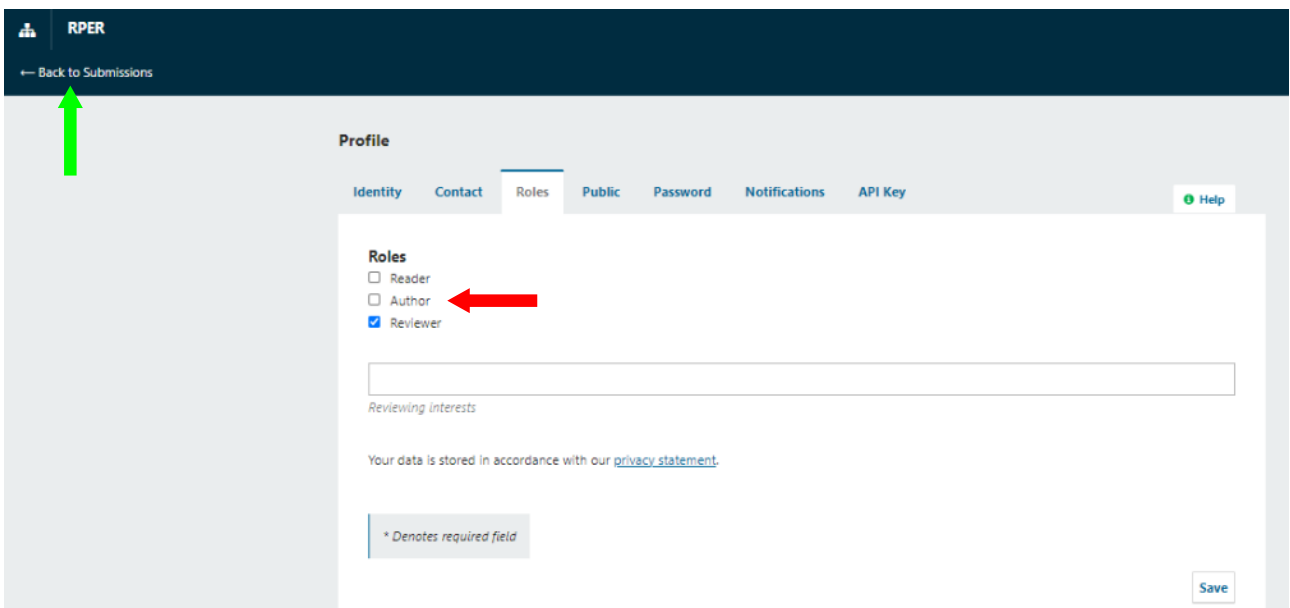 RPER
← Back to Submissions
Profile
Identity Contact Roles Public Password Notifications API Key
Help
Roles
Reader
Author
Reviewer
Reviewing interests
Your data is stored in accordance with our privacy statement.
* Denotes required field
Save